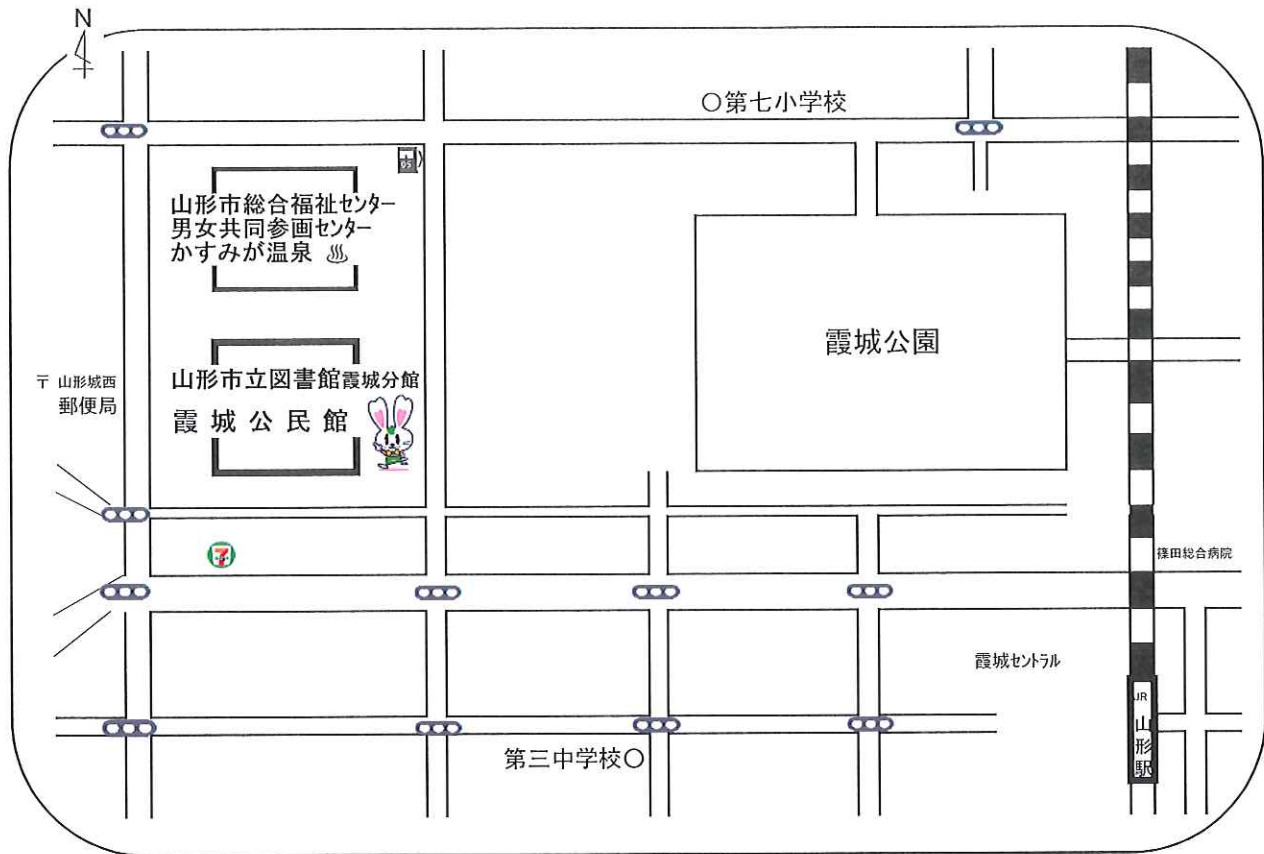 N
○第七小学校
GS
山形市総合福祉センター
男女共同参画センター
かすみが温泉 ♨
霞城公園
〒 山形城西
郵便局
山形市立図書館霞城分館
霞城公民館
7
篠田総合病院
霞城セントラル
JR
山形駅
第三中学校○